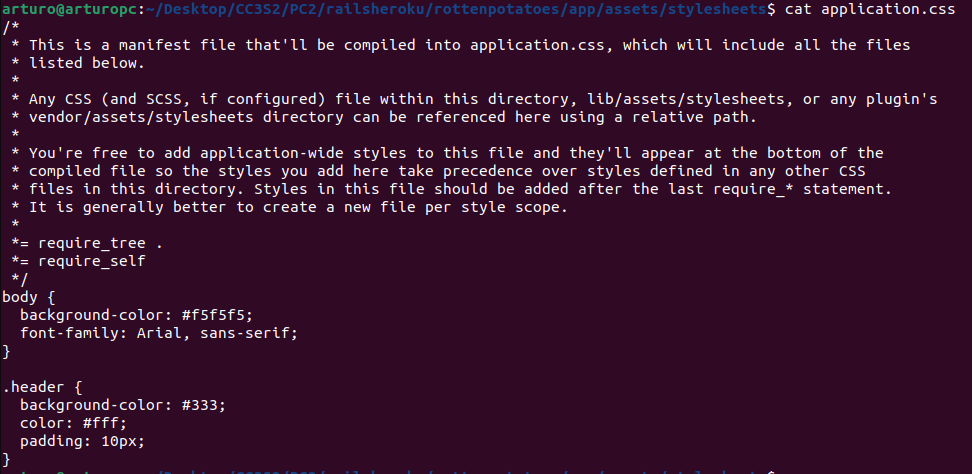 arturo@arturopc:~/Desktop/CC3S2/PC2/railsheroku/rottenpotatoes/app/assets/stylesheets$ cat application.css
/*
 * This is a manifest file that'll be compiled into application.css, which will include all the files
 * listed below.
 *
 * Any CSS (and SCSS, if configured) file within this directory, lib/assets/stylesheets, or any plugin's
 * vendor/assets/stylesheets directory can be referenced here using a relative path.
 *
 * You're free to add application-wide styles to this file and they'll appear at the bottom of the
 * compiled file so the styles you add here take precedence over styles defined in any other CSS
 * files in this directory. Styles in this file should be added after the last require_* statement.
 * It is generally better to create a new file per style scope.
 *
 *= require_tree .
 *= require_self
 */
body {
  background-color: #f5f5f5;
  font-family: Arial, sans-serif;
}

.header {
  background-color: #333;
  color: #fff;
  padding: 10px;
}